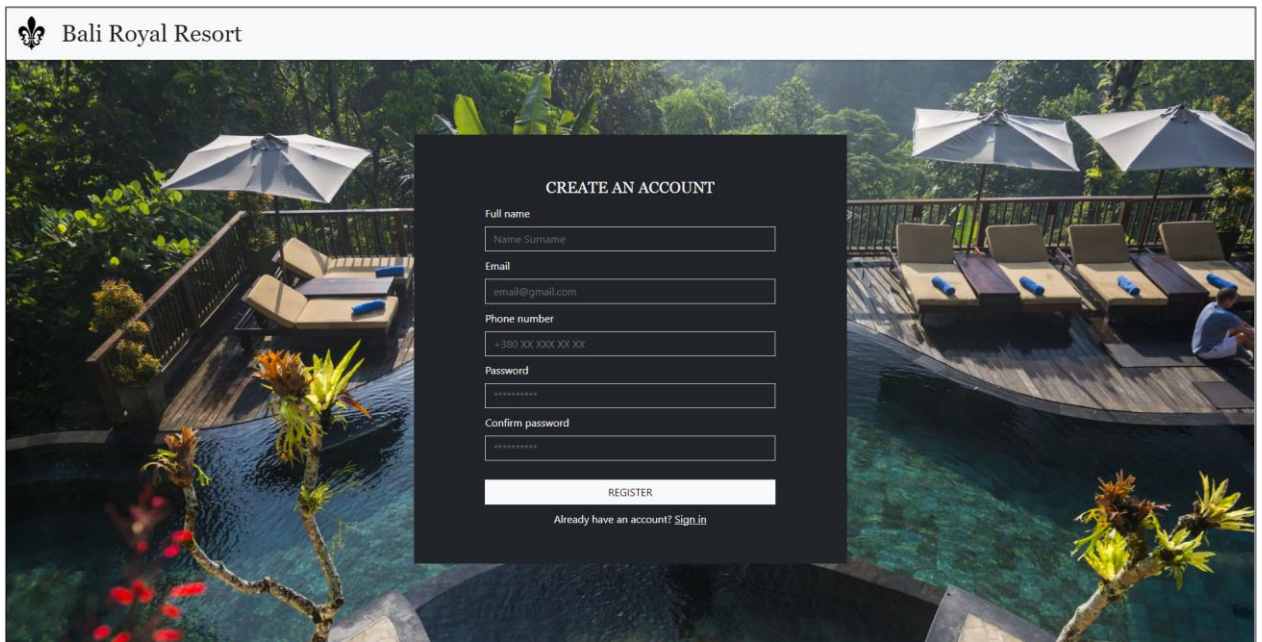 Bali Royal Resort
CREATE AN ACCOUNT
Full name
Name Surname
Email
email@gmail.com
Phone number
+380 XX XXX XX XX
Password
**********
Confirm password
**********
REGISTER
Already have an account? Sign in